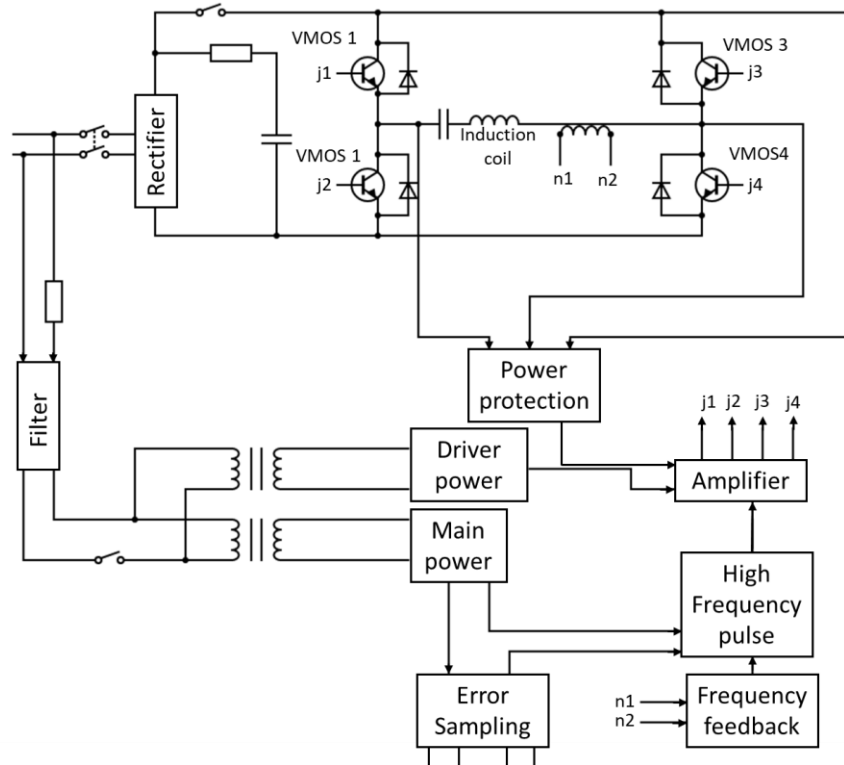 VMOS 1
VMOS 3
j1
j3
Rectifier
Induction
coil
VMOS 1
VMOS4
n1
n2
j2
j4
Power
protection
Filter
j1
j2
j3
j4
Driver
power
Amplifier
Main
power
High
Frequency
pulse
Error
Sampling
n1
n2
Frequency
feedback